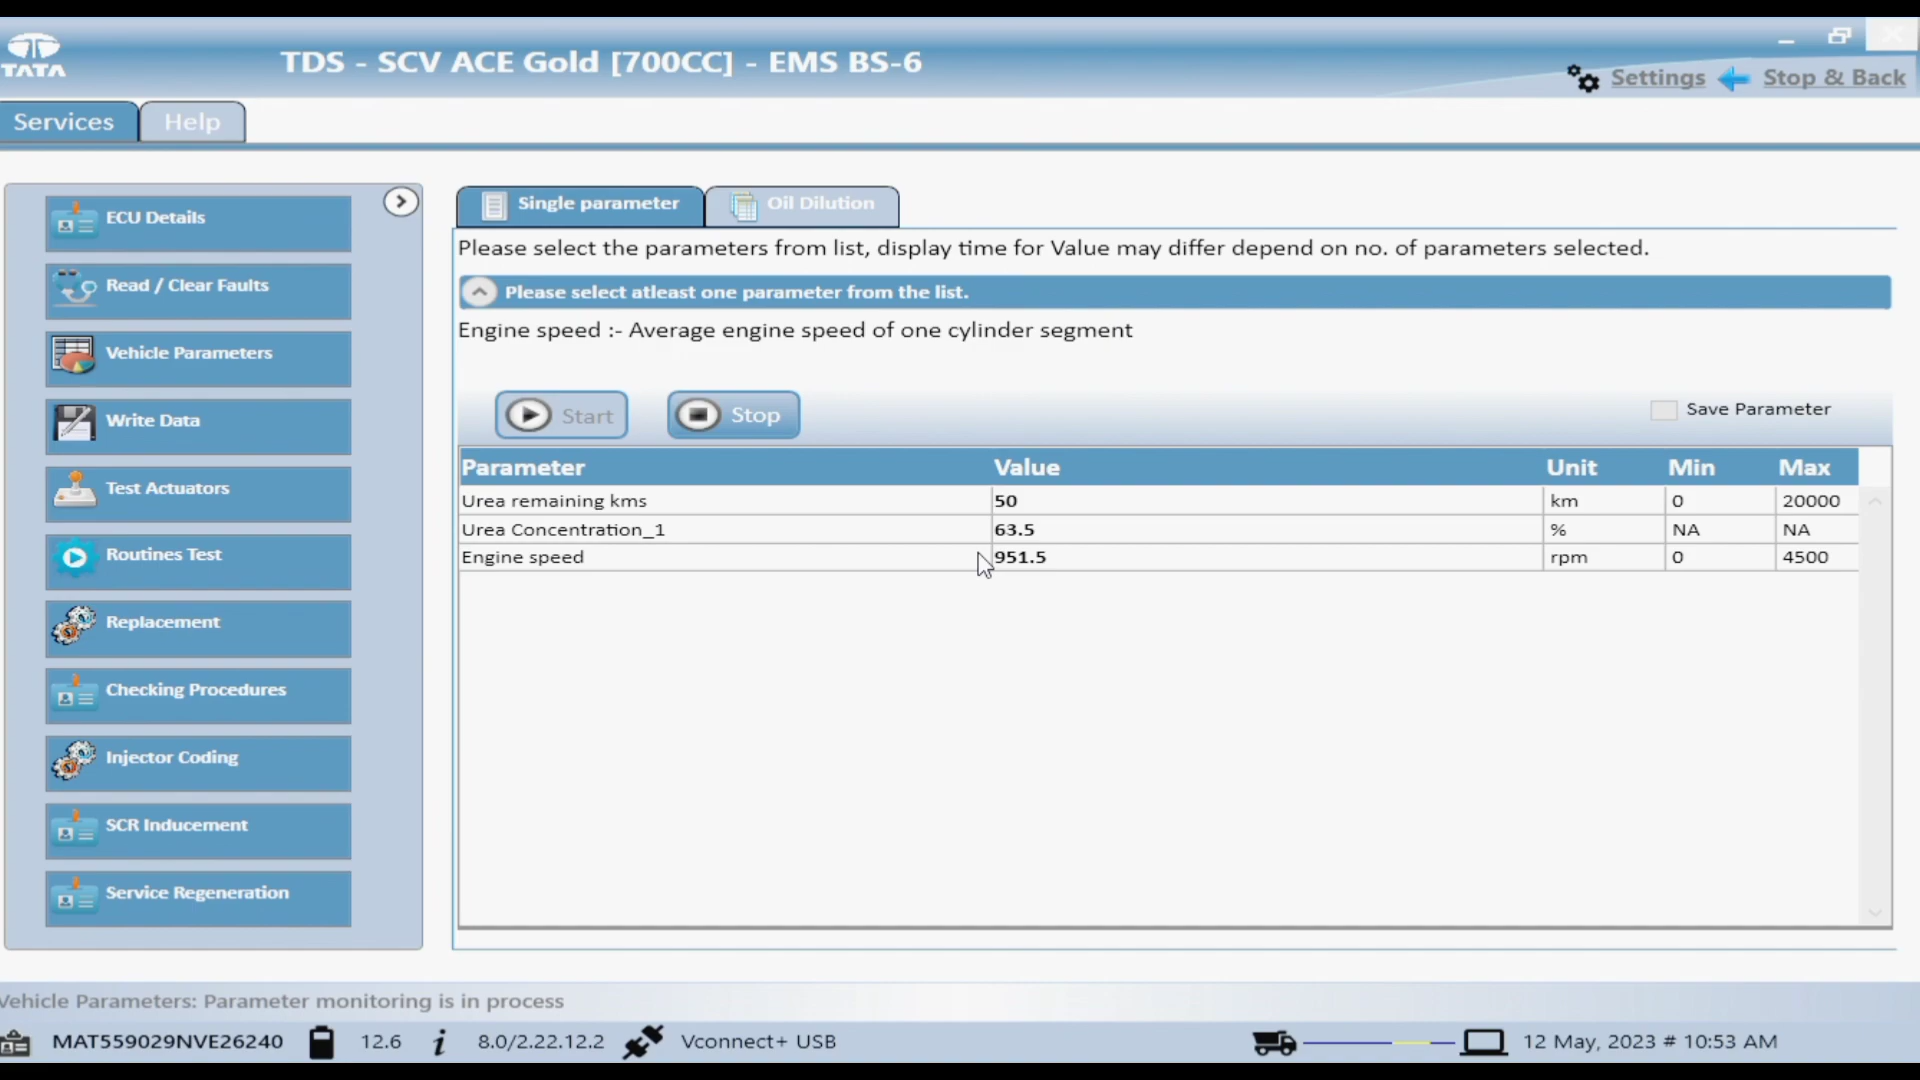 TATA
TDS - SCV ACE Gold [700CC] - EMS BS-6
Settings
Stop & Back
Services
Help
ECU Details
Read / Clear Faults
Vehicle Parameters
Write Data
Test Actuators
Routines Test
Replacement
Checking Procedures
Injector Coding
SCR Inducement
Service Regeneration
Single parameter
Oil Dilution
Please select the parameters from list, display time for Value may differ depend on no. of parameters selected.
Please select atleast one parameter from the list.
Engine speed :- Average engine speed of one cylinder segment
Start
Stop
Save Parameter
Parameter Value Unit Min Max
Urea remaining kms 50 km 0 20000
Urea Concentration_1 63.5 % NA NA
Engine speed 951.5 rpm 0 4500
Vehicle Parameters: Parameter monitoring is in process
MAT559029NVE26240 12.6 i 8.0/2.22.12.2 Vconnect+ USB 12 May, 2023 # 10:53 AM